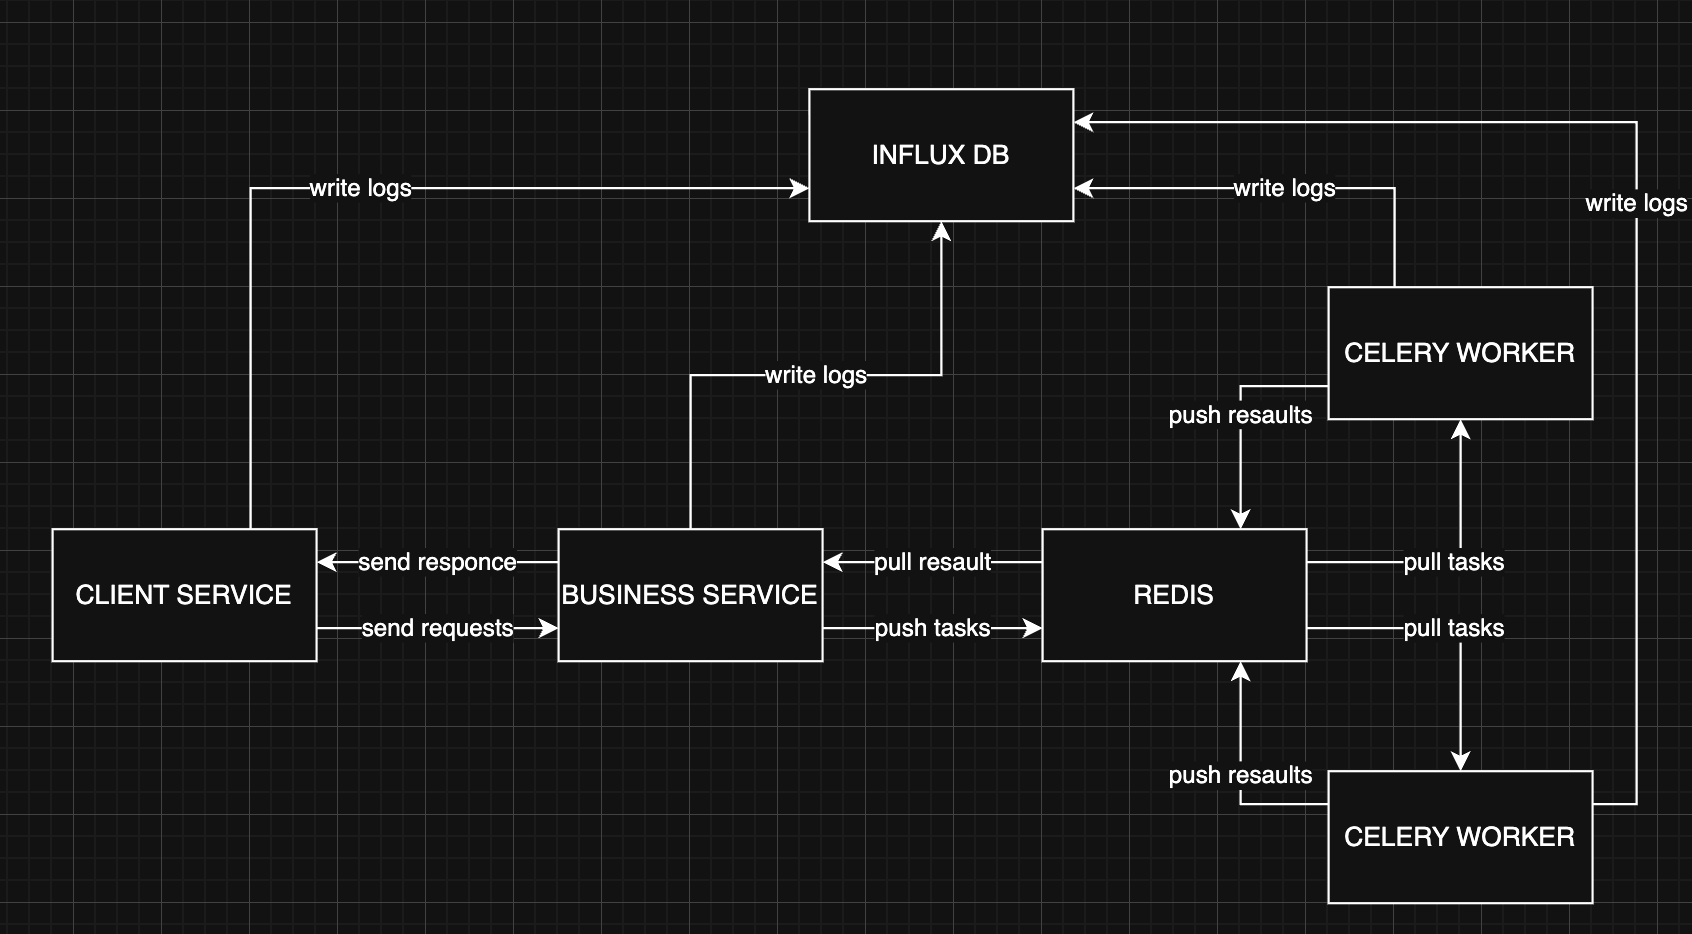 INFLUX DB
write logs
write logs
write logs
CELERY WORKER
write logs
push resaults
CLIENT SERVICE
send responce
send requests
BUSINESS SERVICE
pull resault
push tasks
REDIS
pull tasks
pull tasks
push resaults
CELERY WORKER